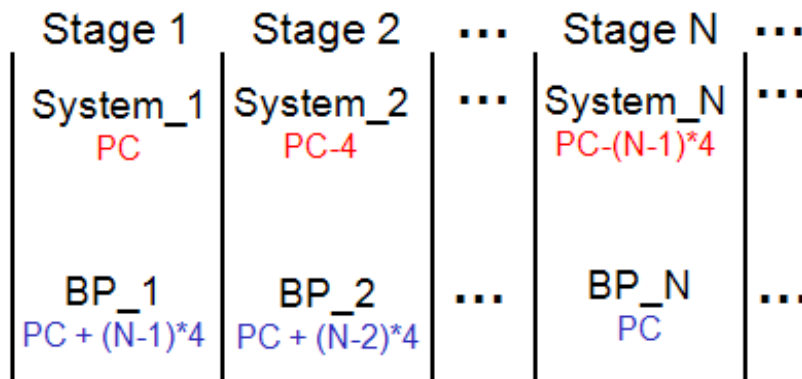 Stage 1 Stage 2 ... Stage N ...
System_1 System_2 ... System_N ...
PC PC-4 PC-(N-1)*4
BP_1 BP_2 ... BP_N ...
PC + (N-1)*4 PC + (N-2)*4 PC